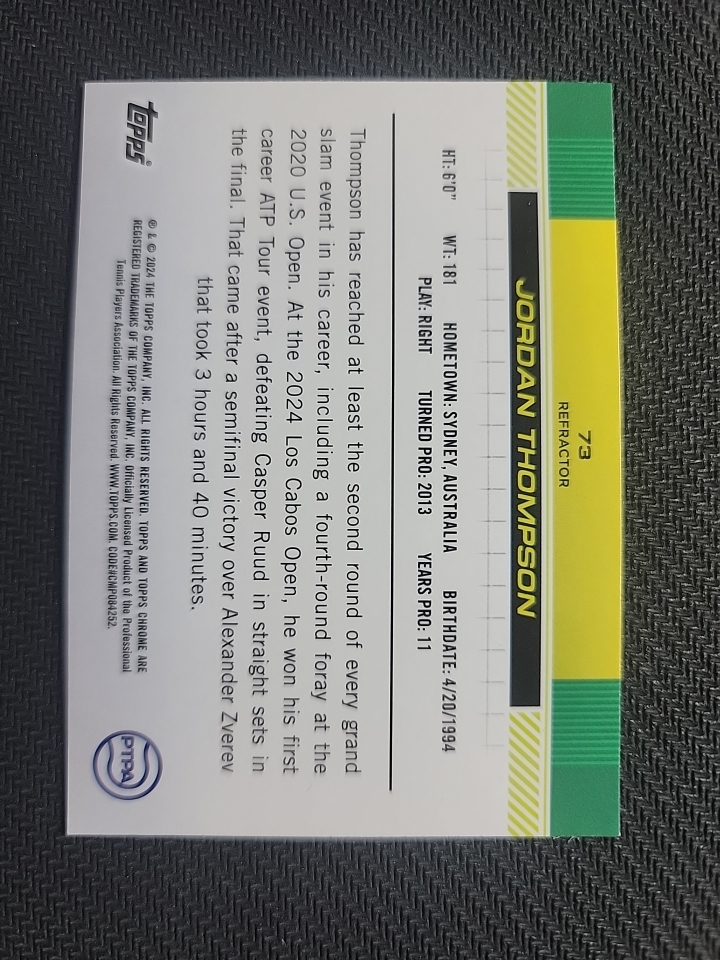 73
REFRACTOR
JORDAN THOMPSON
HT: 6'0" WT: 181 HOMETOWN: SYDNEY, AUSTRALIA BIRTHDATE: 4/20/1994
PLAY: RIGHT TURNED PRO: 2013 YEARS PRO: 11
Thompson has reached at least the second round of every grand
slam event in his career, including a fourth-round foray at the
2020 U.S. Open. At the 2024 Los Cabos Open, he won his first
career ATP Tour event, defeating Casper Ruud in straight sets in
the final. That came after a semifinal victory over Alexander Zverev
that took 3 hours and 40 minutes.
topps®
® & © 2024 THE TOPPS COMPANY, INC. ALL RIGHTS RESERVED. TOPPS AND TOPPS CHROME ARE
REGISTERED TRADEMARKS OF THE TOPPS COMPANY, INC. Officially Licensed Product of the Professional
Tennis Players Association. All Rights Reserved. WWW.TOPPS.COM. CODE#CMP084252.
PTPA